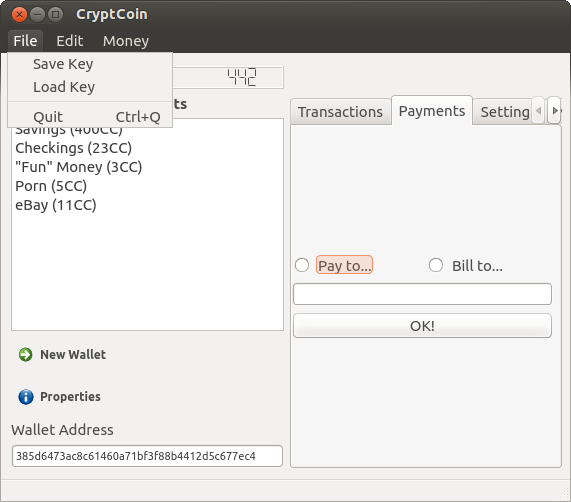 CryptCoin
File Edit Money
Save Key
Load Key
Quit Ctrl+Q
442
ts
Savings (400CC)
Checkings (23CC)
"Fun" Money (3CC)
Porn (5CC)
eBay (11CC)
New Wallet
Properties
Wallet Address
385d6473ac8c61460a71bf3f88b4412d5c677ec4
Transactions Payments Setting
Pay to... Bill to...
OK!